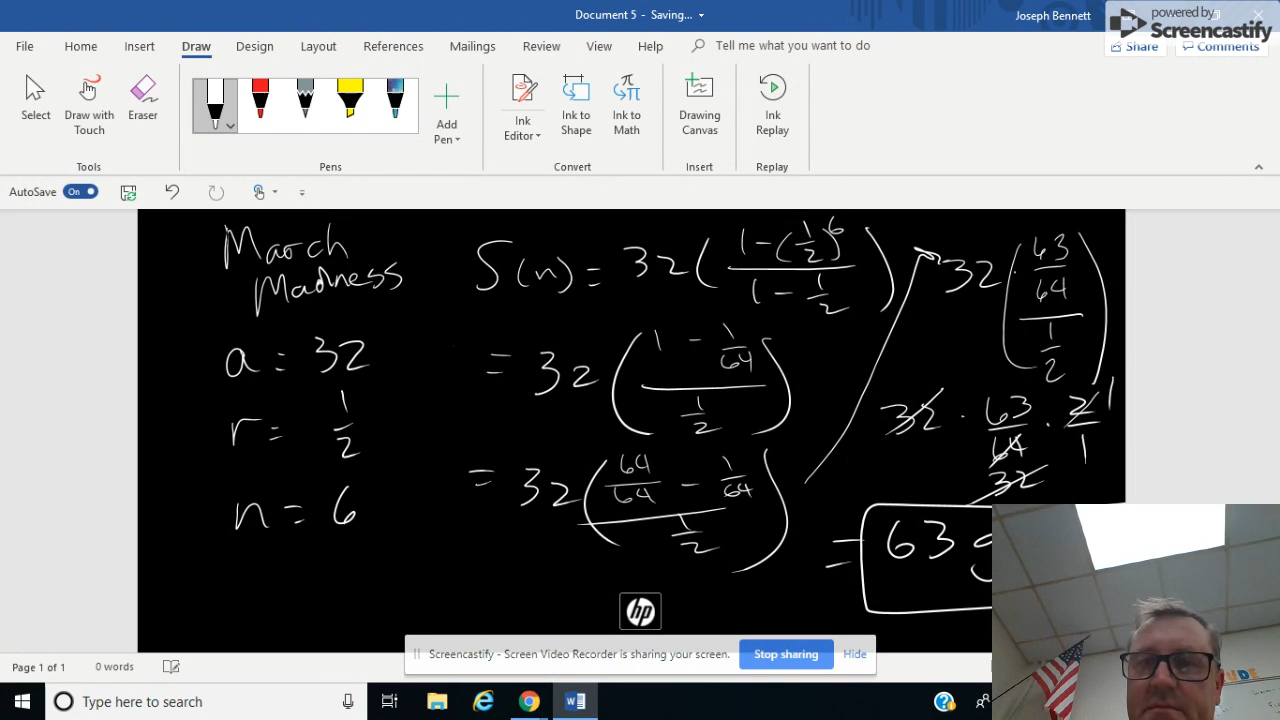 Document 5 - Saving...
Joseph Bennett
powered by
Screencastify
File Home Insert Draw Design Layout References Mailings Review View Help Tell me what you want to do
Share Comments
Select
Draw with Touch
Eraser
Add Pen
Ink Editor
Ink to Shape
Ink to Math
Drawing Canvas
Ink Replay
Tools Pens Convert Insert Replay
AutoSave On
March
Madness
a = 32
r = 1/2
n = 6
S(n) = 32 ( (1 - (1/2)^6) / (1 - 1/2) )
= 32 ( (1 - 1/64) / (1/2) )
= 32 ( (64/64 - 1/64) / (1/2) )
32 · ( (63/64) / (1/2) )
32 · 63/64 · 2/1 1
32
= 63
hp
Screencastify - Screen Video Recorder is sharing your screen. Stop sharing Hide
Page 1 of 1 0 words
Type here to search